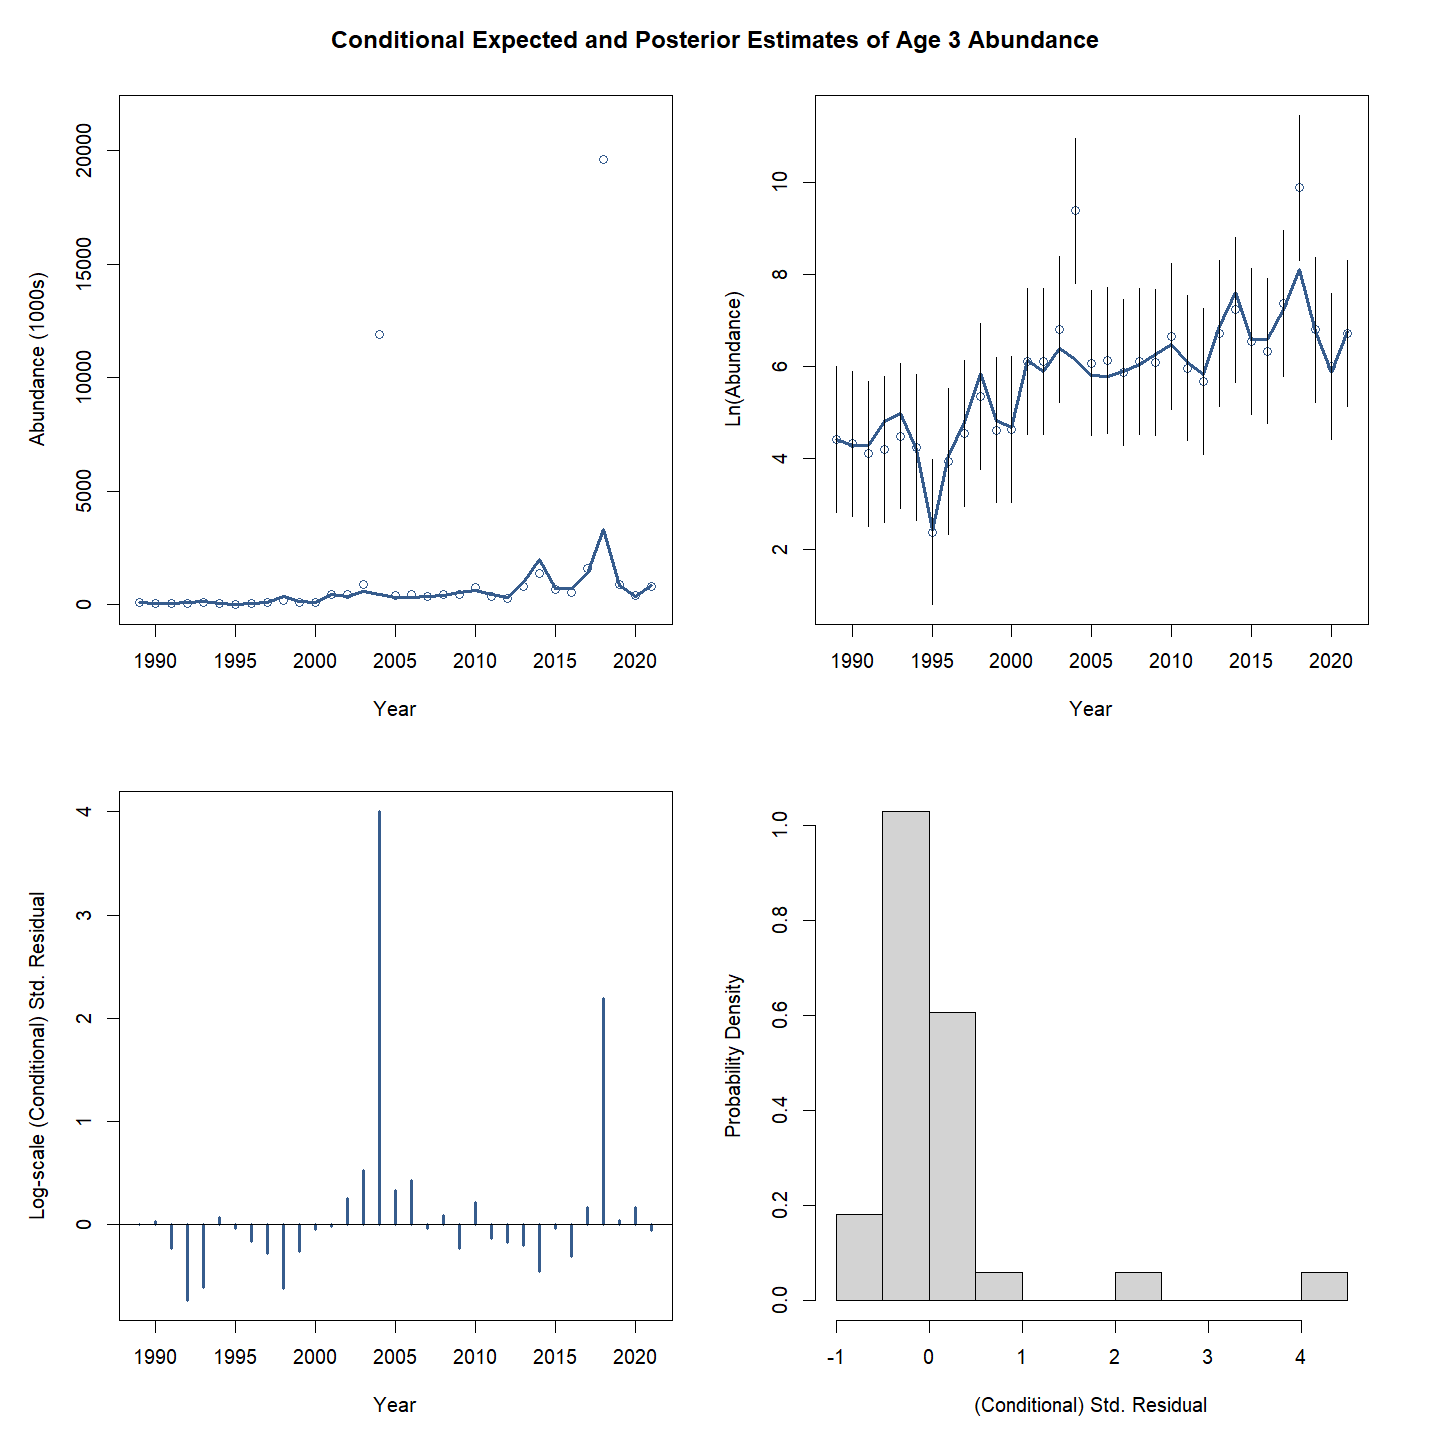 Conditional Expected and Posterior Estimates of Age 3 Abundance
Abundance (1000s)
20000
15000
10000
5000
0
1990 1995 2000 2005 2010 2015 2020
Year
Ln(Abundance)
10
8
6
4
2
1990 1995 2000 2005 2010 2015 2020
Year
Log-scale (Conditional) Std. Residual
4
3
2
1
0
1990 1995 2000 2005 2010 2015 2020
Year
Probability Density
1.0
0.8
0.6
0.4
0.2
0.0
-1 0 1 2 3 4
(Conditional) Std. Residual